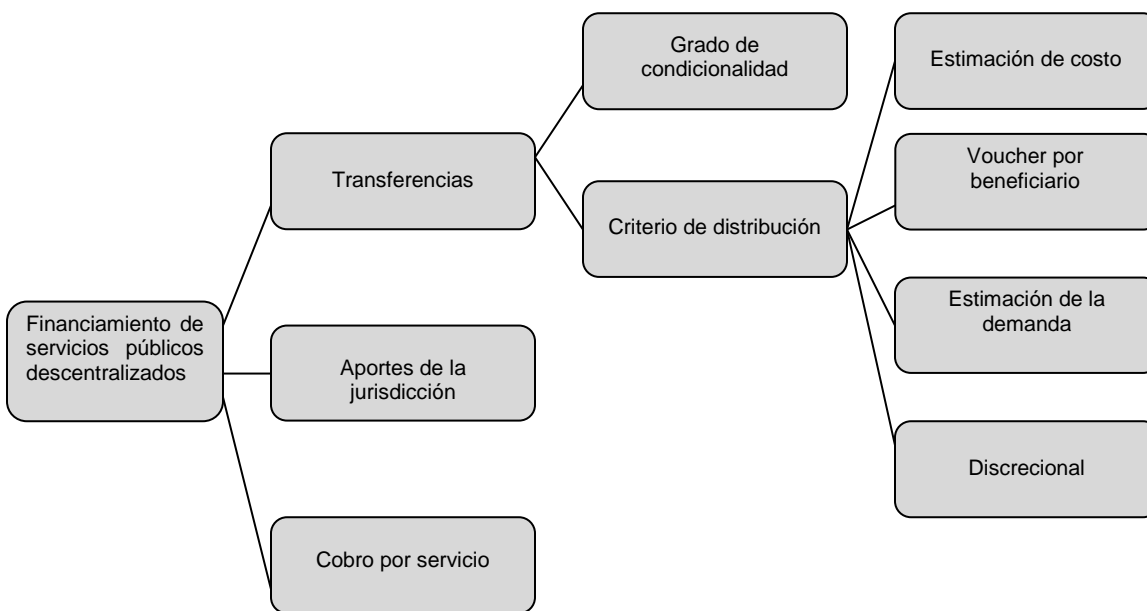 Grado de
condicionalidad
Estimación de costo
Voucher por
beneficiario
Transferencias
Criterio de distribución
Estimación de la
demanda
Financiamiento de
servicios públicos
descentralizados
Aportes de la
jurisdicción
Discrecional
Cobro por servicio